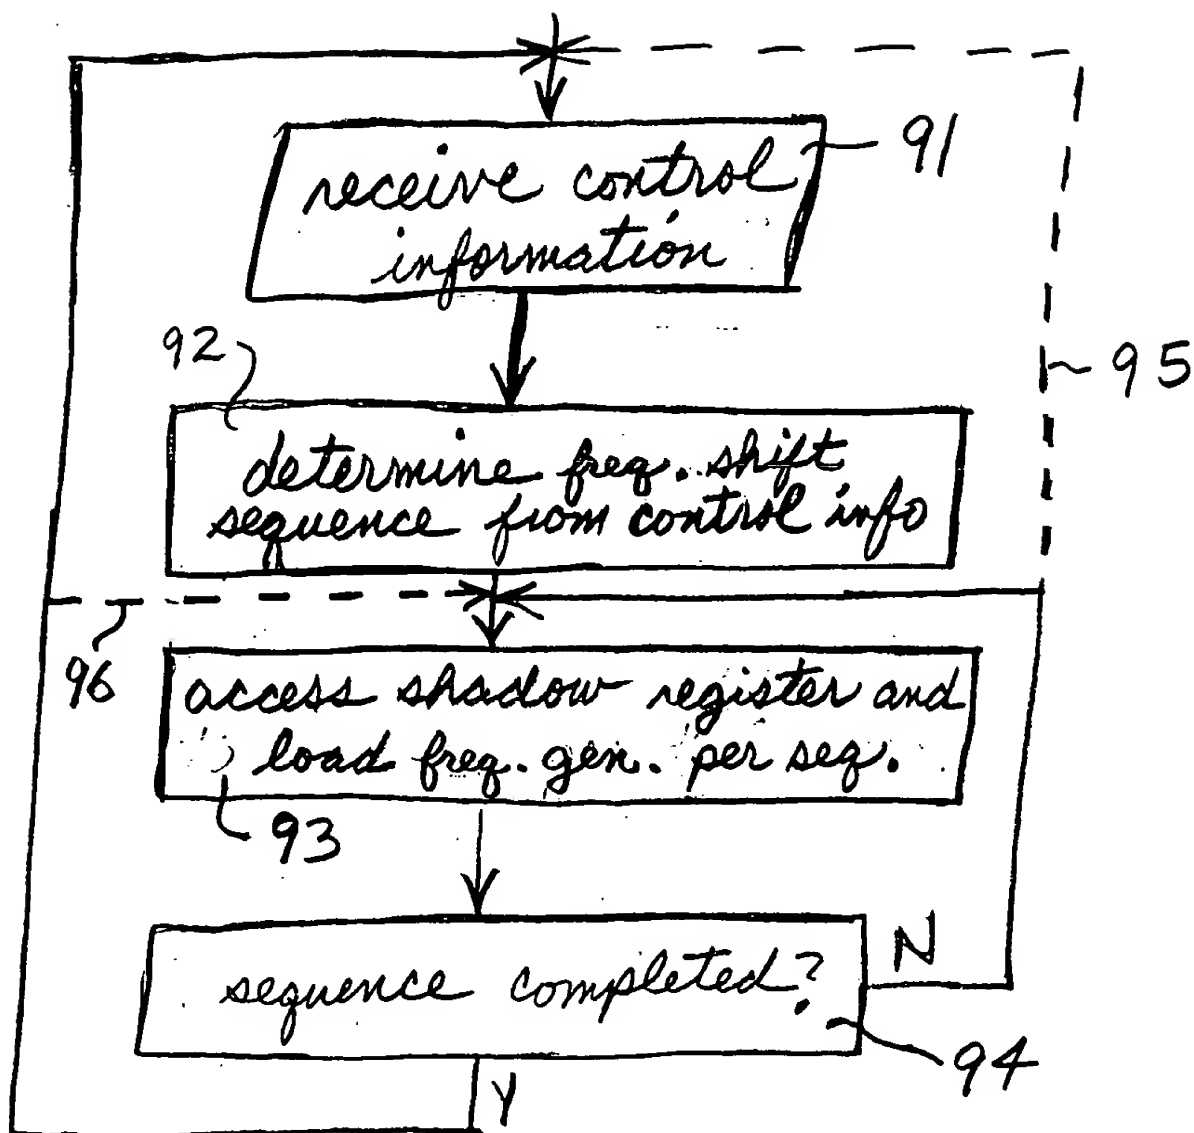 91
receive control
information
92
95
determine freq. shift
sequence from control info
96
access shadow register and
load freq. gen. per seq.
93
N
sequence completed?
94
Y